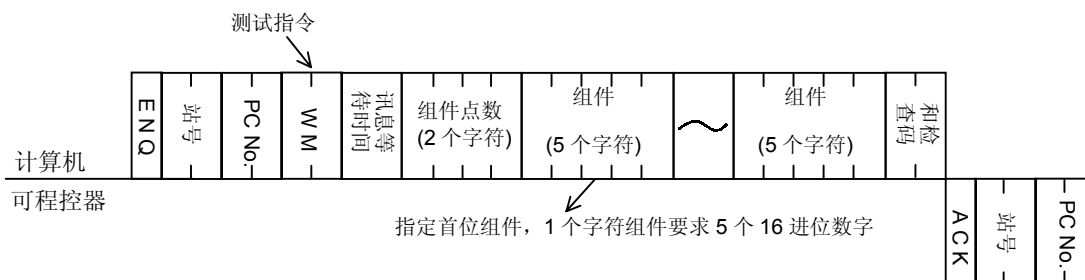 测试指令
ENQ
站号
PC No.
WM
讯息等
待时间
组件点数
(2 个字符)
组件
(5 个字符)
组件
(5 个字符)
和检
查码
计算机
可程控器
指定首位组件，1 个字符组件要求 5 个 16 进位数字
ACK
站号
PC No.